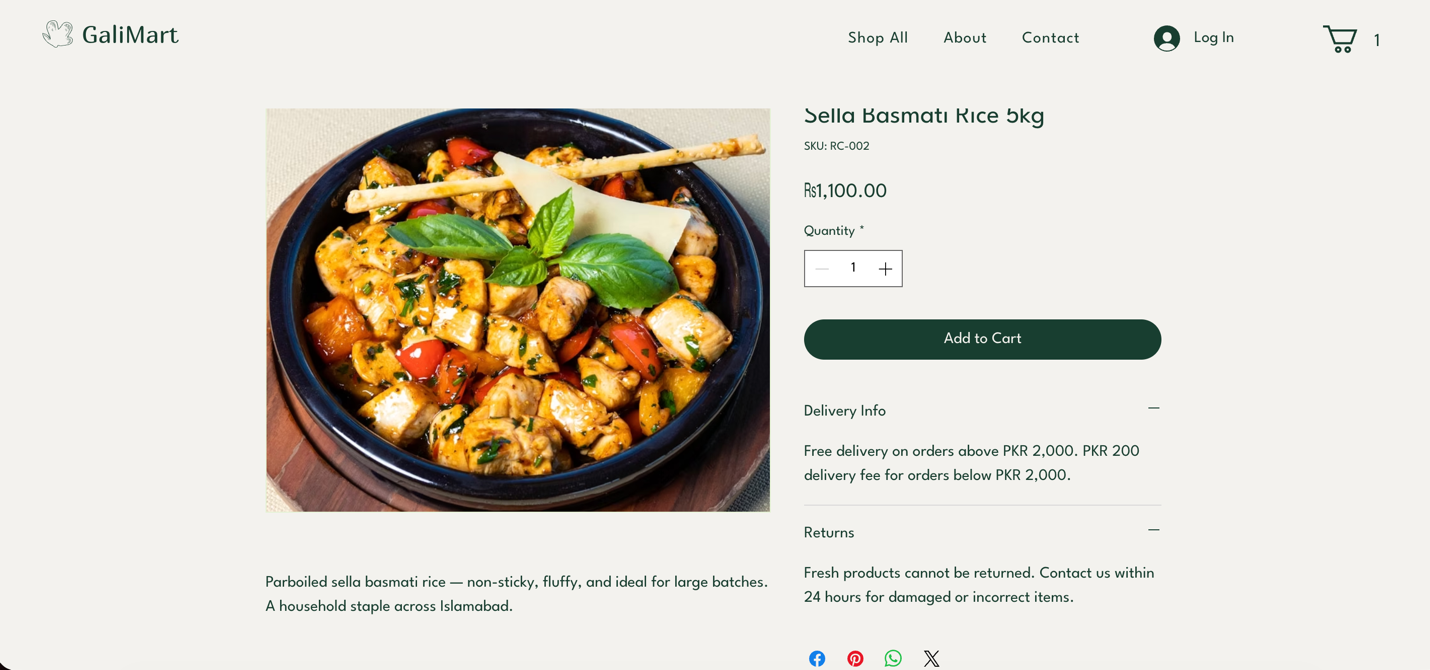 GaliMart
Shop All
About
Contact
Log In
1
Sella Basmati Rice 5kg
SKU: RC-002
₨1,100.00
Quantity *
1
Add to Cart
Delivery Info
Free delivery on orders above PKR 2,000. PKR 200
delivery fee for orders below PKR 2,000.
Returns
Fresh products cannot be returned. Contact us within
24 hours for damaged or incorrect items.
Parboiled sella basmati rice — non-sticky, fluffy, and ideal for large batches.
A household staple across Islamabad.